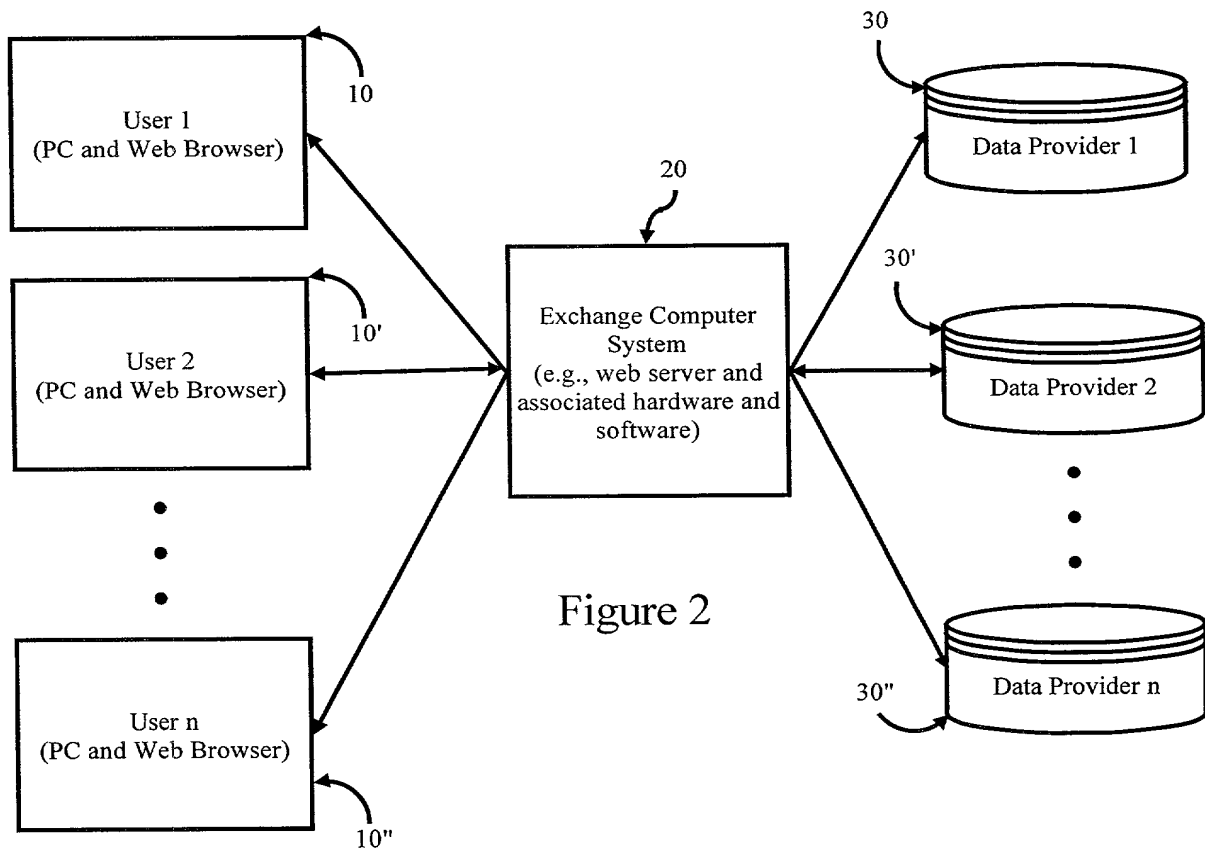 User 1
(PC and Web Browser)
10
User 2
(PC and Web Browser)
10'
User n
(PC and Web Browser)
10"
20
Exchange Computer
System
(e.g., web server and
associated hardware and
software)
Figure 2
30
Data Provider 1
30'
Data Provider 2
Data Provider n
30"